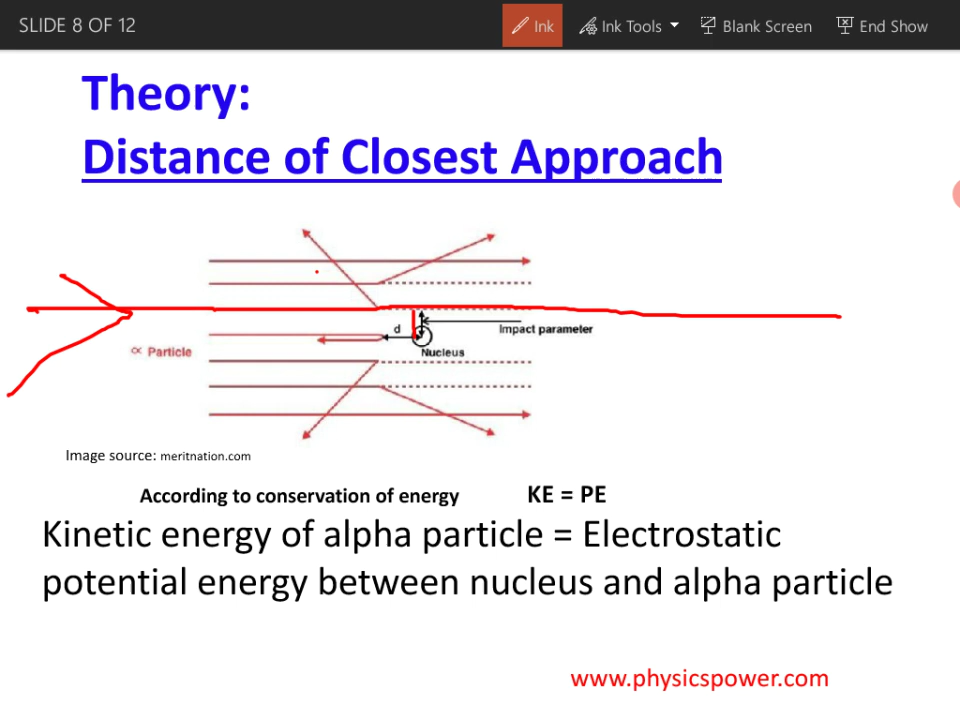 SLIDE 8 OF 12
Ink
Ink Tools
Blank Screen
End Show
Theory:
Distance of Closest Approach
d
Impact parameter
∝ Particle
Nucleus
Image source: meritnation.com
According to conservation of energy KE = PE
Kinetic energy of alpha particle = Electrostatic
potential energy between nucleus and alpha particle
www.physicspower.com